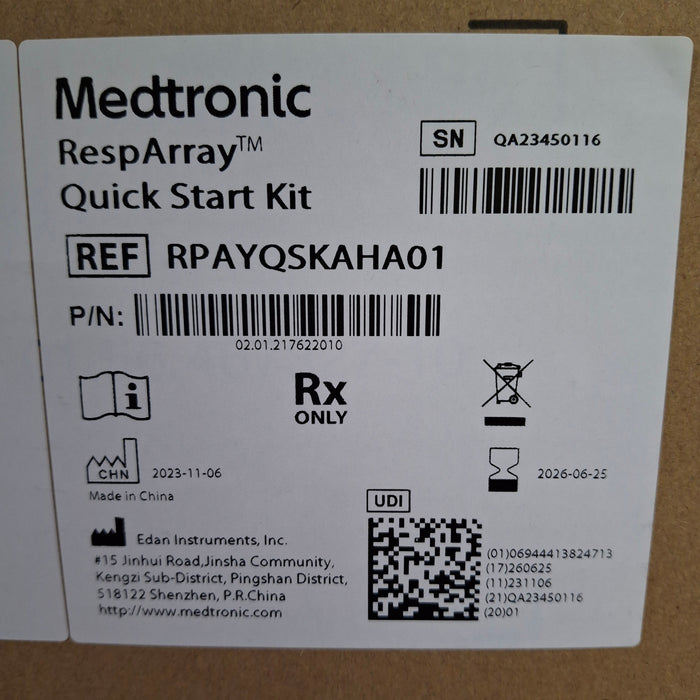 Medtronic
RespArray™
Quick Start Kit
SN QA23450116
REF RPAYQSKAHA01
P/N:
02.01.217622010
i
Rx
ONLY
CHN 2023-11-06
2026-06-25
Made in China
UDI
Edan Instruments, Inc.
#15 Jinhui Road,Jinsha Community,
Kengzi Sub-District, Pingshan District,
518122 Shenzhen, P.R.China
http://www.medtronic.com
(01)06944413824713
(17)260625
(11)231106
(21)QA23450116
(20)01